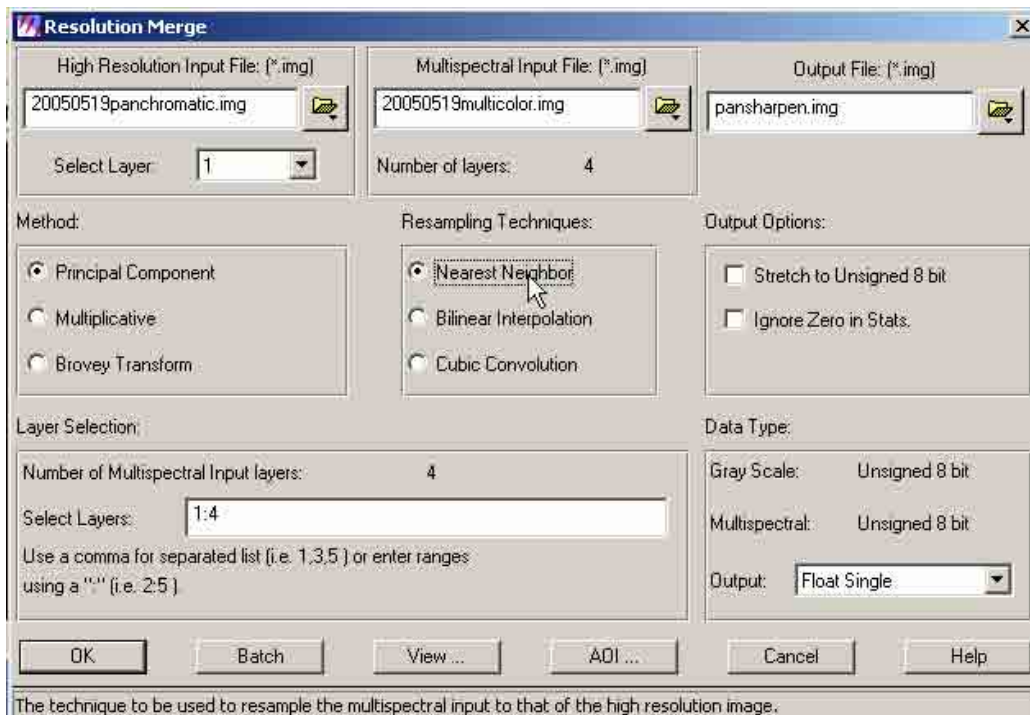 Resolution Merge
High Resolution Input File: (*.img)
20050519panchromatic.img
Select Layer: 1
Multispectral Input File: (*.img)
20050519multicolor.img
Number of layers: 4
Output File: (*.img)
pansharpen.img
Method:
Principal Component
Multiplicative
Brovey Transform
Resampling Techniques:
Nearest Neighbor
Bilinear Interpolation
Cubic Convolution
Output Options:
Stretch to Unsigned 8 bit
Ignore Zero in Stats.
Layer Selection:
Number of Multispectral Input layers: 4
Select Layers: 1:4
Use a comma for separated list (i.e. 1,3,5 ) or enter ranges
using a ":" (i.e. 2:5 )
Data Type:
Gray Scale: Unsigned 8 bit
Multispectral: Unsigned 8 bit
Output: Float Single
OK
Batch
View ...
AOI ...
Cancel
Help
The technique to be used to resample the multispectral input to that of the high resolution image.